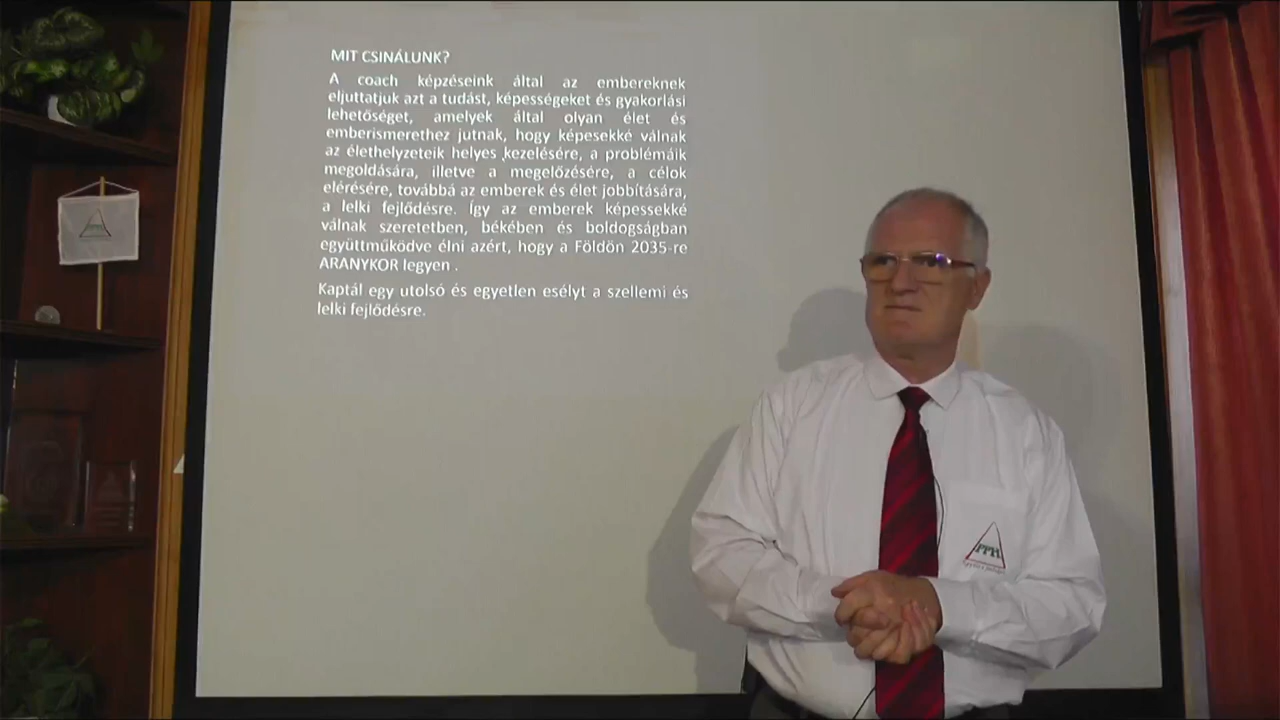 MIT CSINÁLUNK?
A coach képzéseink által az embereknek
eljuttatjuk azt a tudást, képességeket és gyakorlási
lehetőséget, amelyek által olyan élet és
emberismerethez jutnak, hogy képesekké válnak
az élethelyzeteik helyes kezelésére, a problémáik
megoldására, illetve a megelőzésére, a célok
elérésére, továbbá az emberek és élet jobbítására,
a lelki fejlődésre. Így az emberek képessekké
válnak szeretetben, békében és boldogságban
együttműködve élni azért, hogy a Földön 2035-re
ARANYKOR legyen .
Kaptál egy utolsó és egyetlen esélyt a szellemi és
lelki fejlődésre.
PPH